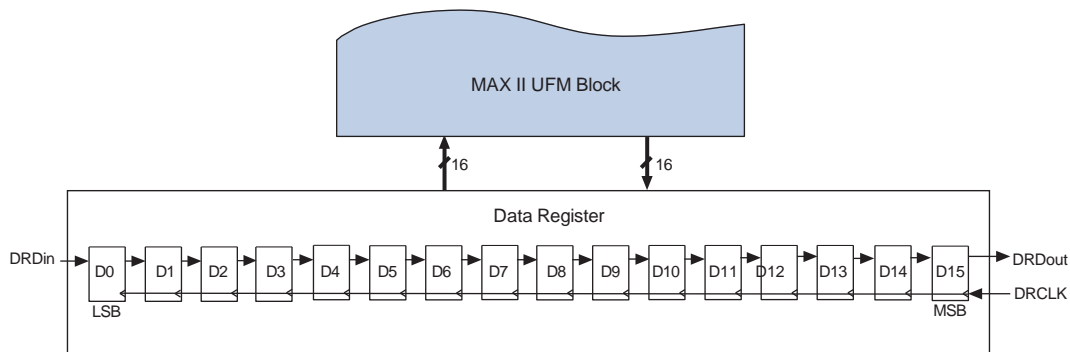 MAX II UFM Block
16 16
Data Register
DRDin D0 D1 D2 D3 D4 D5 D6 D7 D8 D9 D10 D11 D12 D13 D14 D15 DRDout
LSB MSB DRCLK